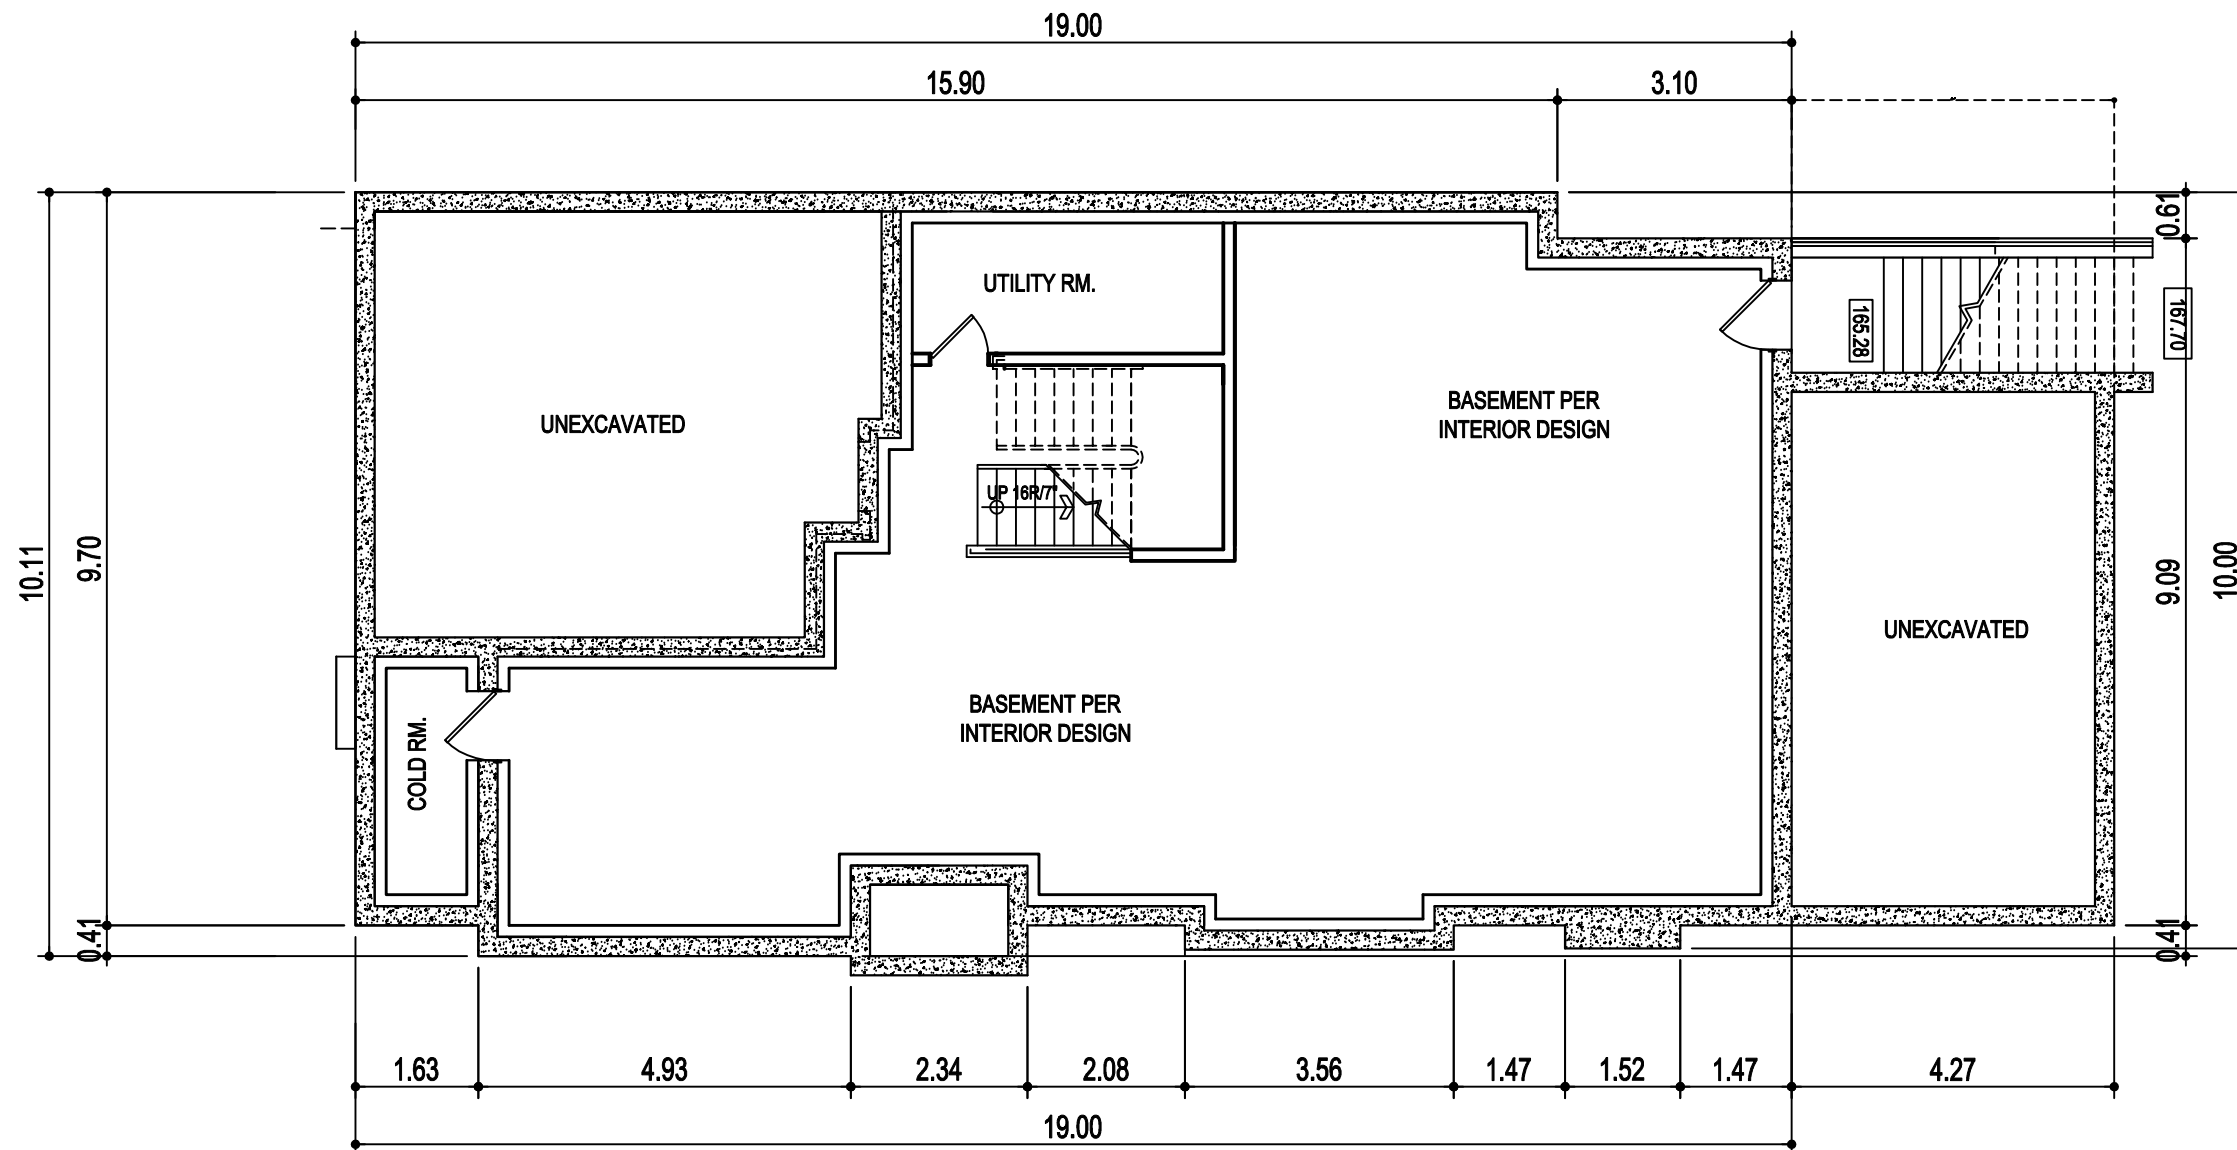 19.00
15.90
3.10
0.61
UTILITY RM.
165.28
167.70
UNEXCAVATED
BASEMENT PER
INTERIOR DESIGN
UP 16R/7"
10.11
9.70
9.09
10.00
UNEXCAVATED
BASEMENT PER
INTERIOR DESIGN
COLD RM.
0.41
0.41
1.63
4.93
2.34
2.08
3.56
1.47
1.52
1.47
4.27
19.00